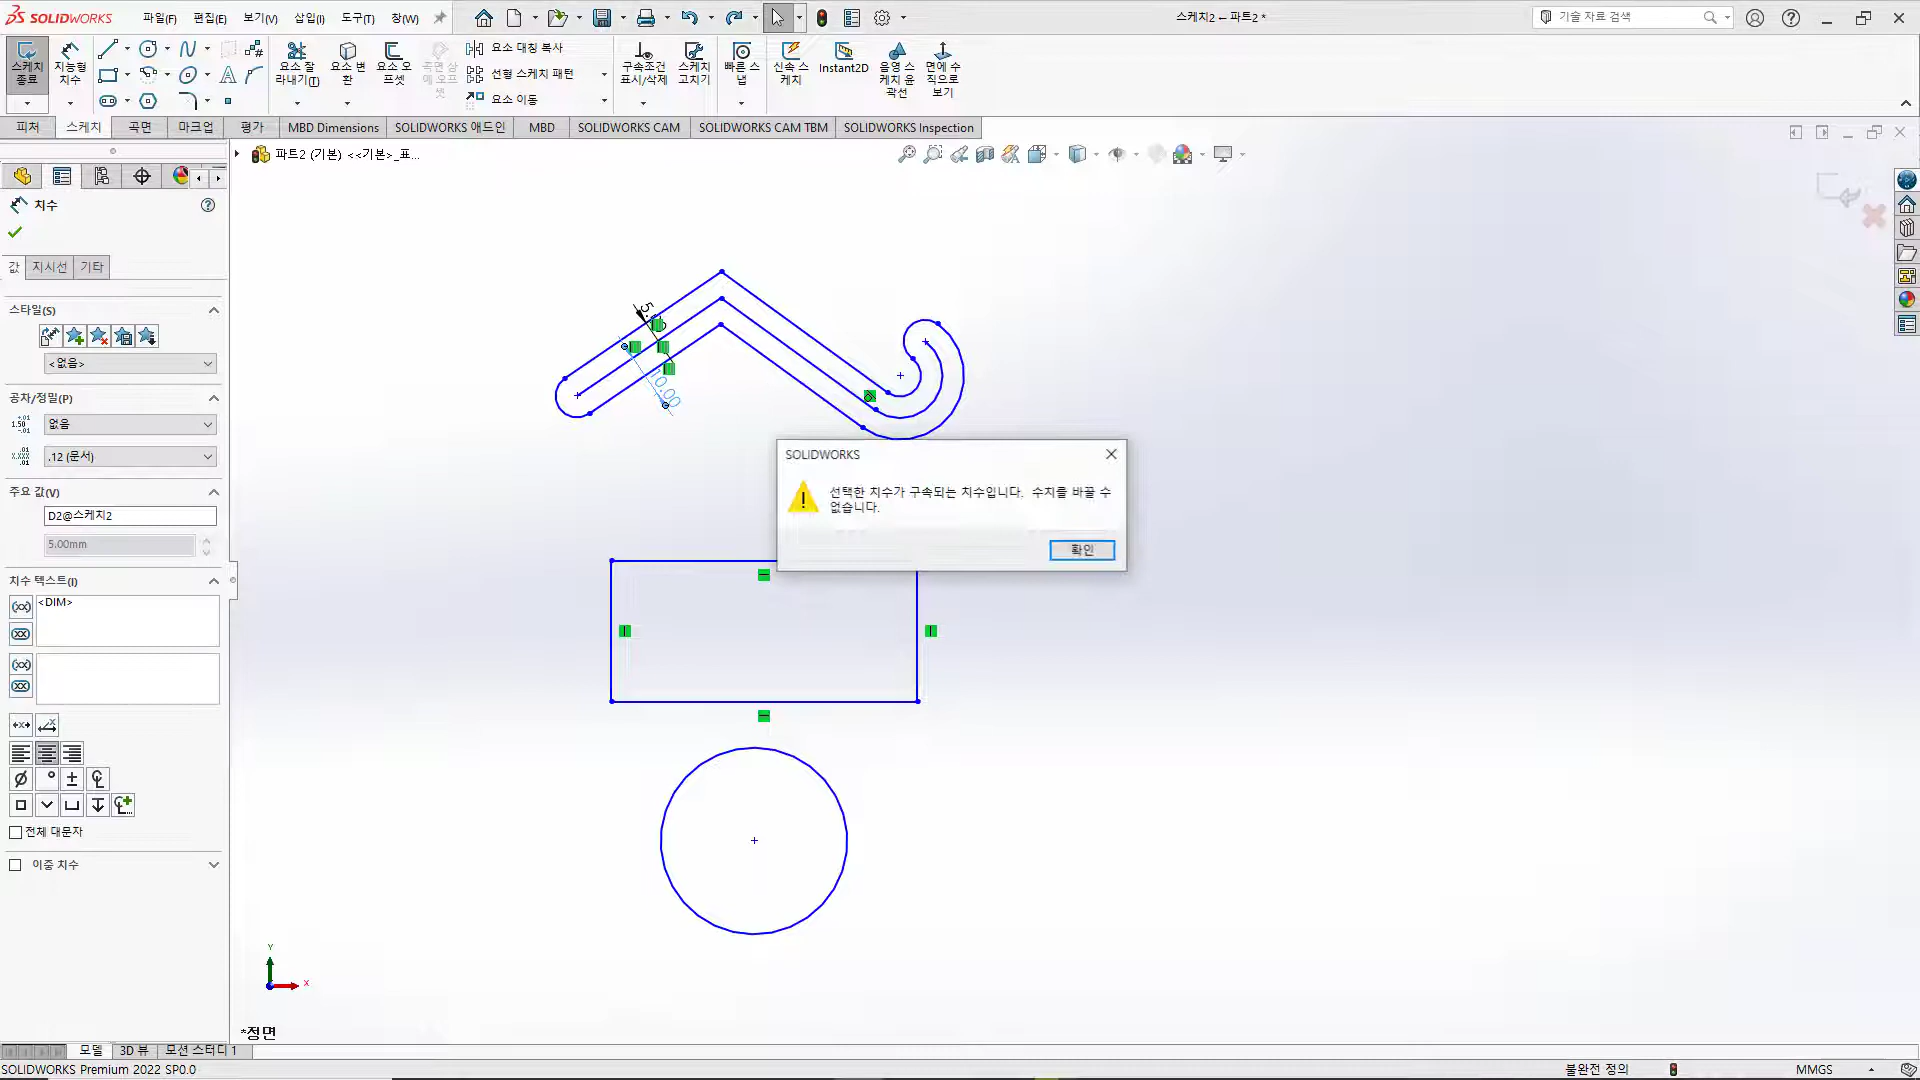 SOLIDWORKS
파일(F) 편집(E) 보기(V) 삽입(I) 도구(T) 창(W)
스케치2 ← 파트2 *
기술 자료 검색
스케치 종료
지능형 치수
요소 잘라내기(T)
요소 변환
요소 오프셋
곡면 상에 오프셋
요소 대칭 복사
선형 스케치 패턴
요소 이동
구속조건 표시/삭제
스케치 고치기
빠른 스냅
신속 스케치
Instant2D
음영 스케치 윤곽선
면에 수직으로 보기
피처 스케치 곡면 마크업 평가 MBD Dimensions SOLIDWORKS 애드인 MBD SOLIDWORKS CAM SOLIDWORKS CAM TBM SOLIDWORKS Inspection
파트2 (기본) <<기본>_표...
치수
값 지시선 기타
스타일(S)
<없음>
공차/정밀(P)
없음
.12 (문서)
주요 값(V)
D2@스케치2
5.00mm
치수 텍스트(I)
<DIM>
전체 대문자
이중 치수
10.00
SOLIDWORKS
선택한 치수가 구속되는 치수입니다. 수치를 바꿀 수
없습니다.
확인
Y
X
*정면
모델 3D 뷰 모션 스터디 1
SOLIDWORKS Premium 2022 SP0.0
불완전 정의
MMGS